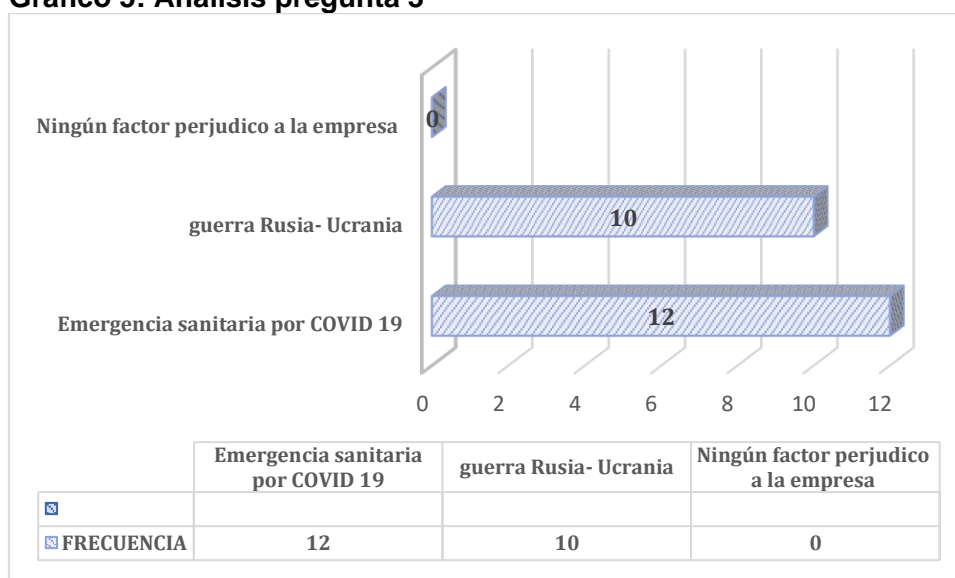 Gráfico 5: Análisis pregunta 5
Ningún factor perjudico a la empresa
0
guerra Rusia- Ucrania
10
Emergencia sanitaria por COVID 19
12
0 2 4 6 8 10 12
Emergencia sanitaria
por COVID 19
guerra Rusia- Ucrania
Ningún factor perjudico
a la empresa
FRECUENCIA 12 10 0